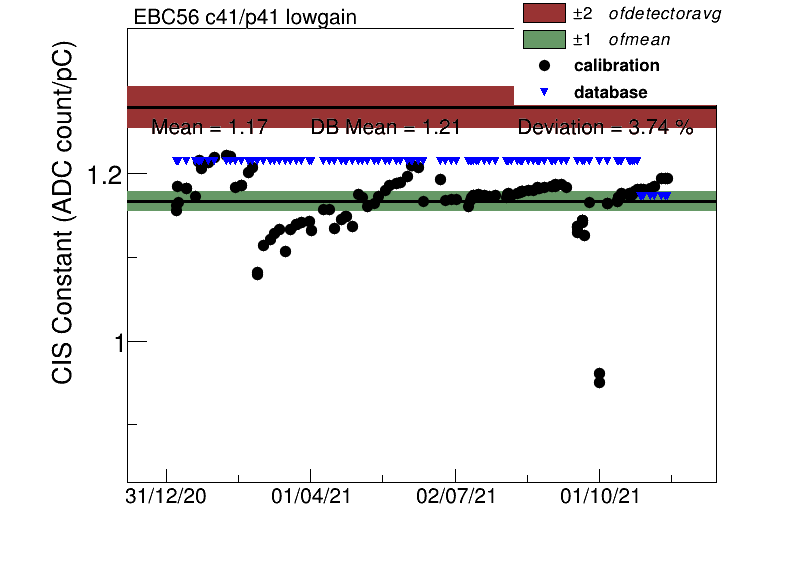 EBC56 c41/p41 lowgain
±2 ofdetectoravg
±1 ofmean
calibration
database
Mean = 1.17 DB Mean = 1.21 Deviation = 3.74 %
CIS Constant (ADC count/pC)
1.2
1
31/12/20 01/04/21 02/07/21 01/10/21